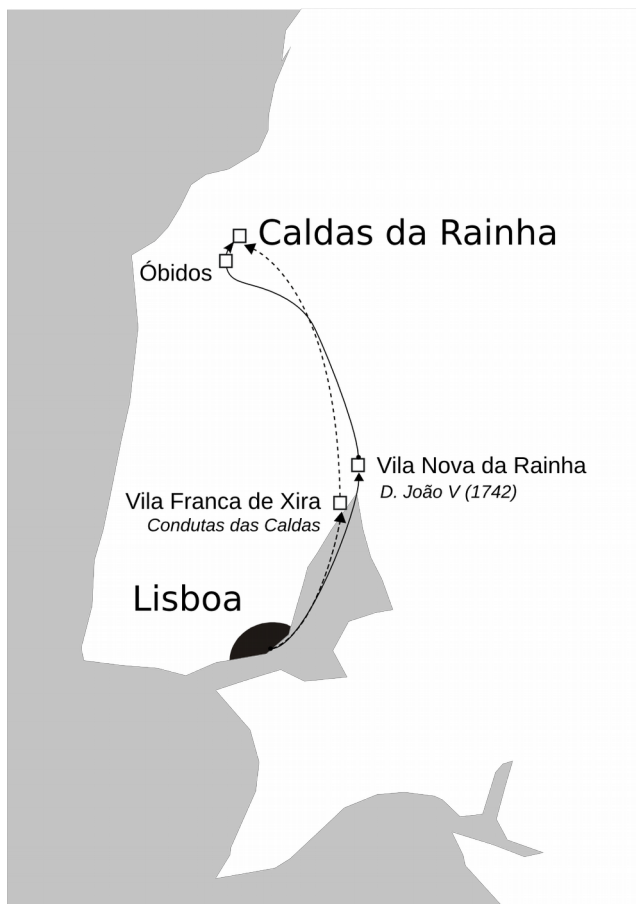 Caldas da Rainha
Óbidos
Vila Nova da Rainha
D. João V (1742)
Vila Franca de Xira
Condutas das Caldas
Lisboa